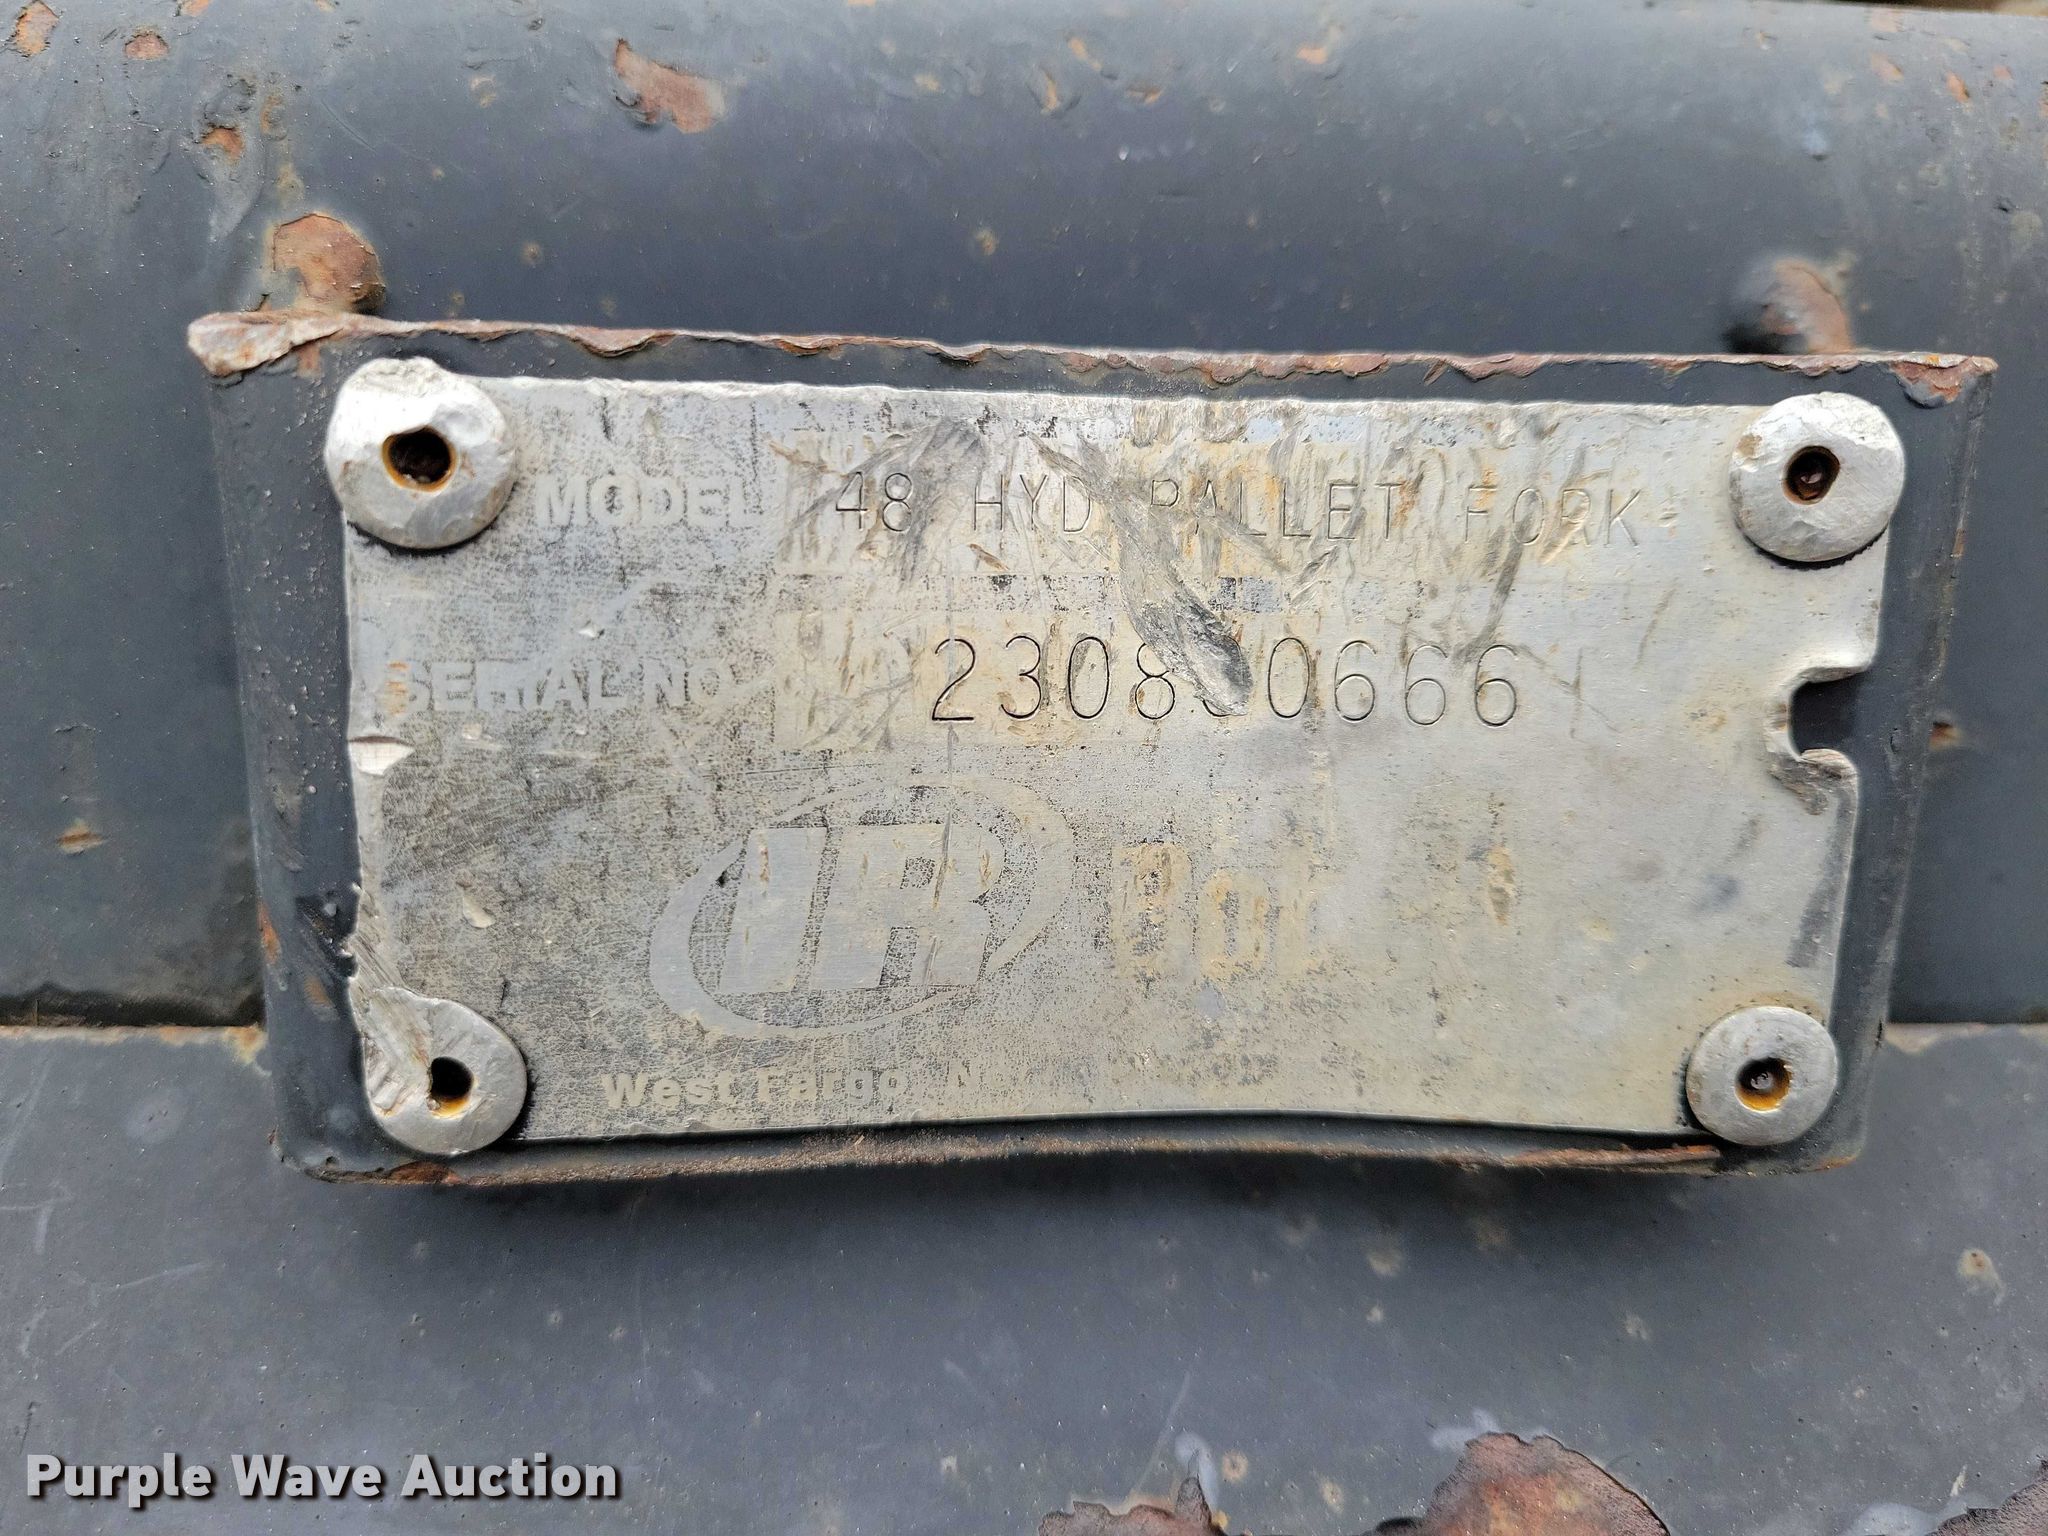 MODEL 48 HYD PALLET FORK
SERIAL NO.
IR
West Fargo,
Purple Wave Auction